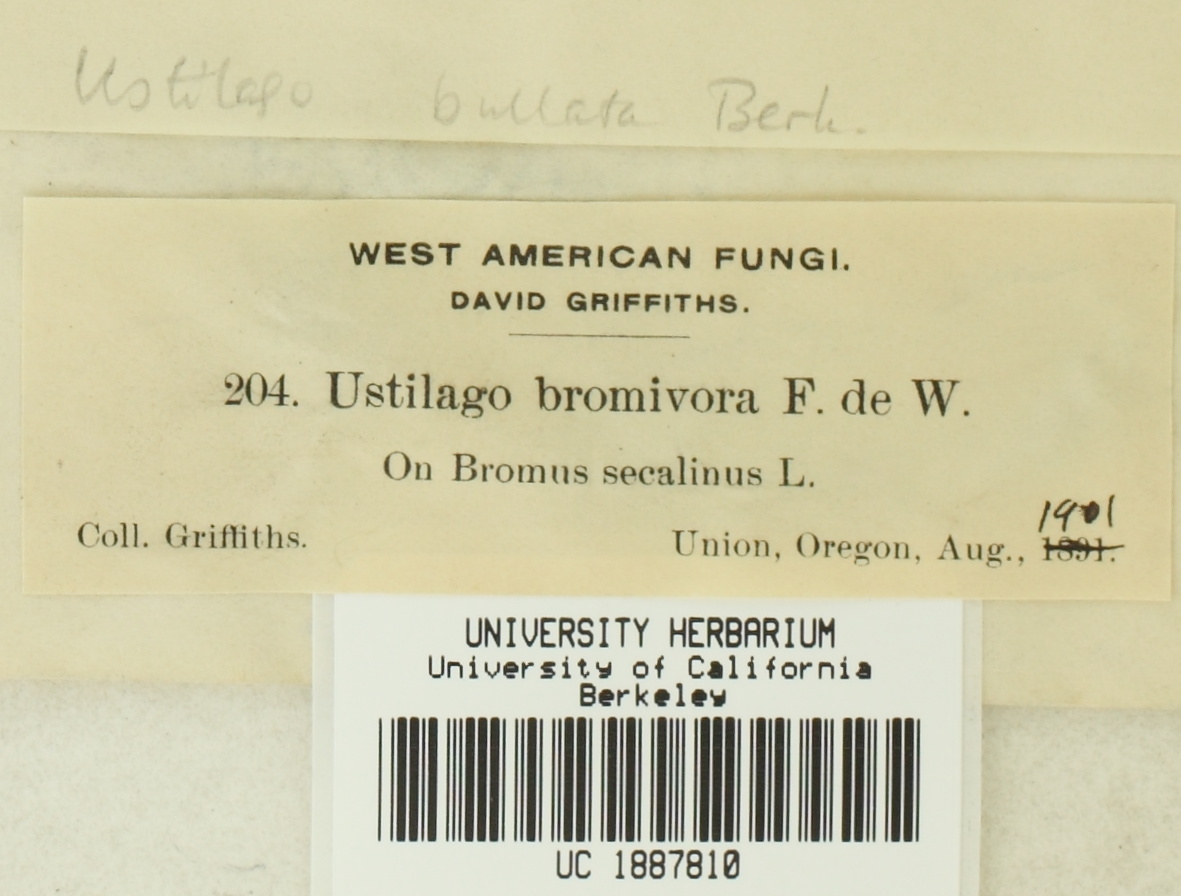 Ustilago bullata Berk.
WEST AMERICAN FUNGI.
DAVID GRIFFITHS.
204. Ustilago bromivora F. de W.
On Bromus secalinus L.
1901
Coll. Griffiths. Union, Oregon, Aug., 1891.
UNIVERSITY HERBARIUM
University of California
Berkeley
UC 1887810